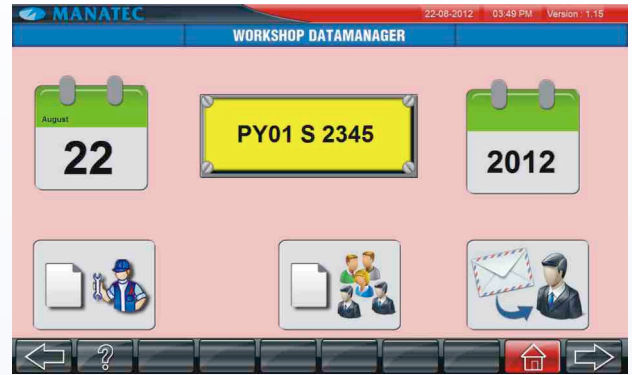 MANATEC
22-08-2012 03:49 PM Version : 1.15
WORKSHOP DATAMANAGER
August
22
PY01 S 2345
2012
?